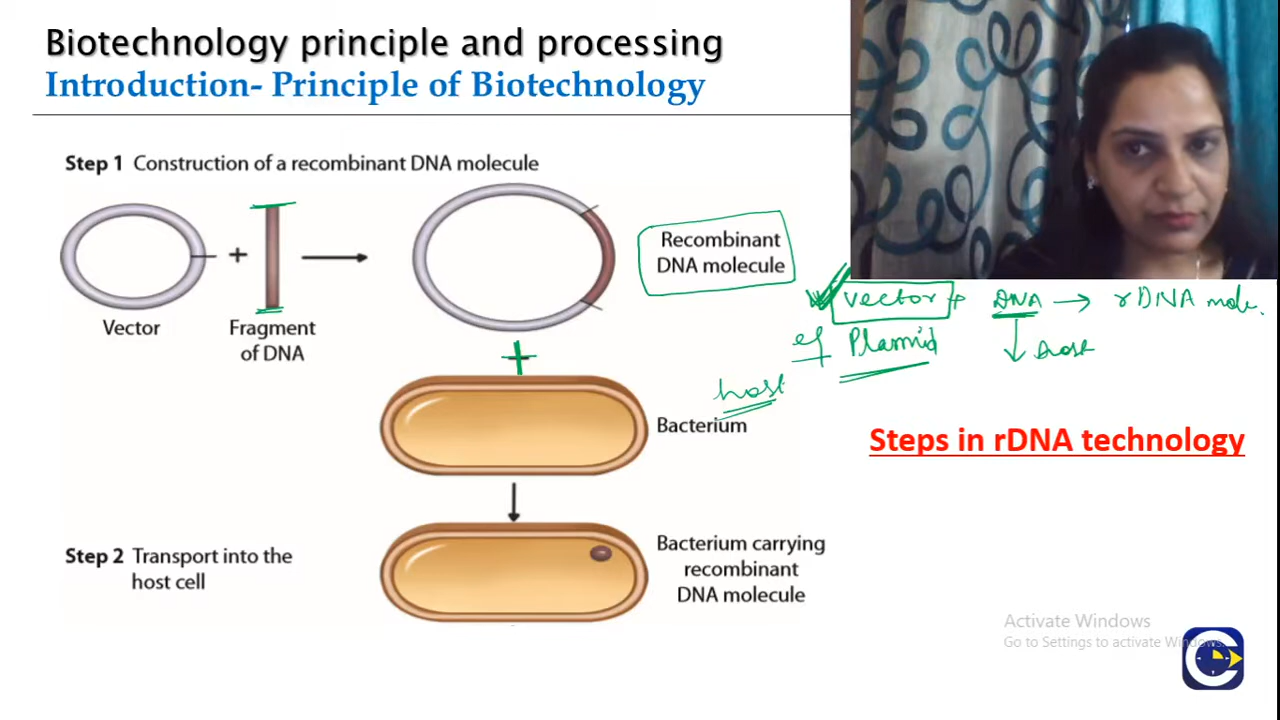 Biotechnology principle and processing
Introduction- Principle of Biotechnology
Step 1 Construction of a recombinant DNA molecule
+
Vector
Fragment
of DNA
Recombinant
DNA molecule
vector + DNA → rDNA mole.
eg Plasmid
host
+
Bacterium
Steps in rDNA technology
Step 2 Transport into the
host cell
Bacterium carrying
recombinant
DNA molecule
Activate Windows
Go to Settings to activate Windows.